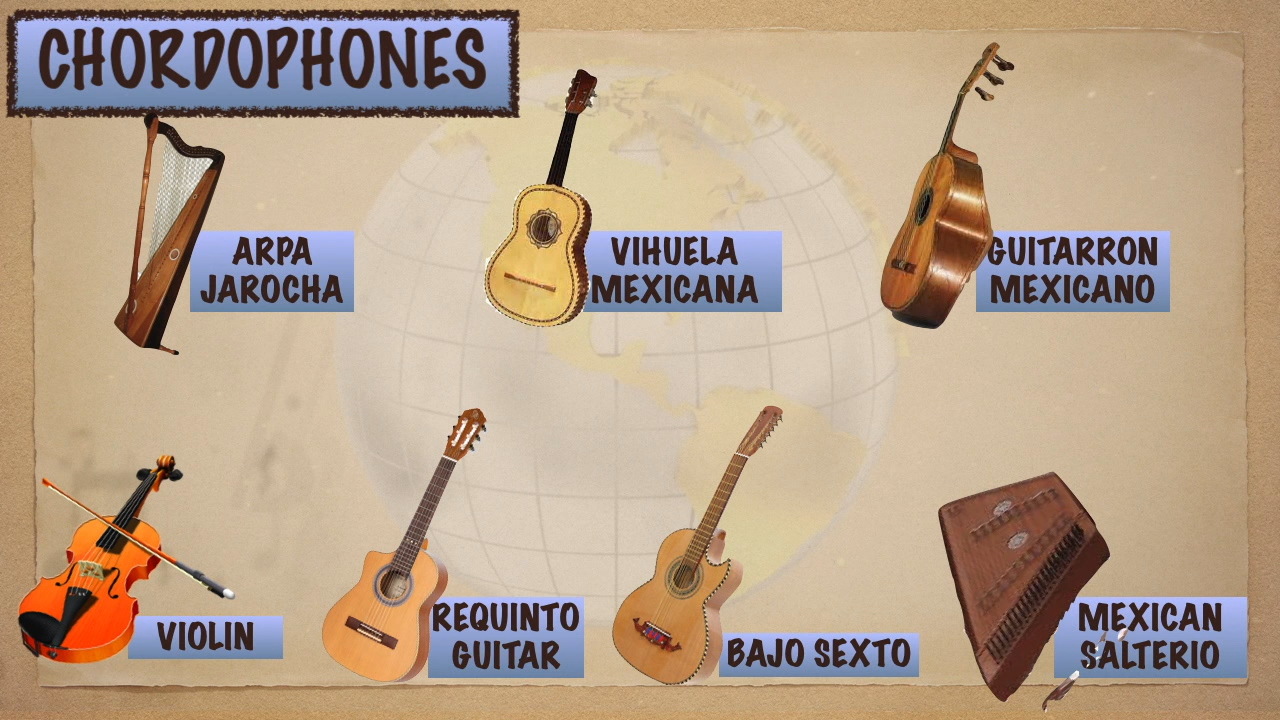 CHORDOPHONES
ARPA
JAROCHA
VIHUELA
MEXICANA
GUITARRON
MEXICANO
VIOLIN
REQUINTO
GUITAR
BAJO SEXTO
MEXICAN
SALTERIO